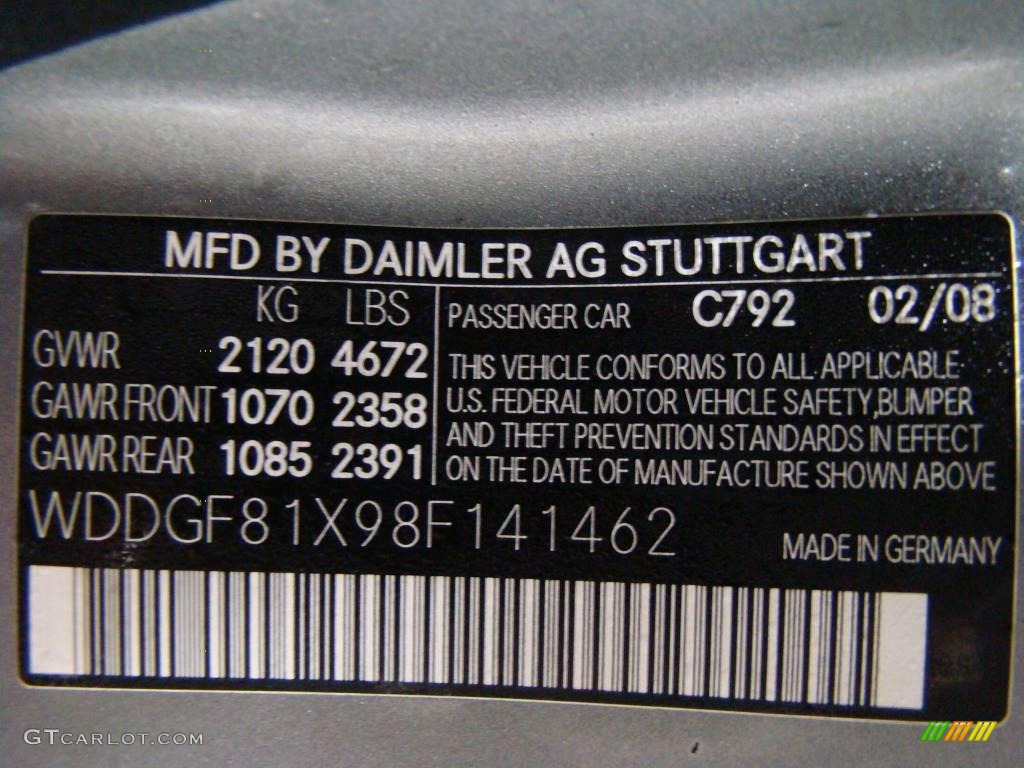 MFD BY DAIMLER AG STUTTGART
KG LBS
GVWR 2120 4672
GAWR FRONT 1070 2358
GAWR REAR 1085 2391
PASSENGER CAR C792 02/08
THIS VEHICLE CONFORMS TO ALL APPLICABLE
U.S. FEDERAL MOTOR VEHICLE SAFETY, BUMPER
AND THEFT PREVENTION STANDARDS IN EFFECT
ON THE DATE OF MANUFACTURE SHOWN ABOVE
WDDGF81X98F141462
MADE IN GERMANY
GTCARLOT.COM